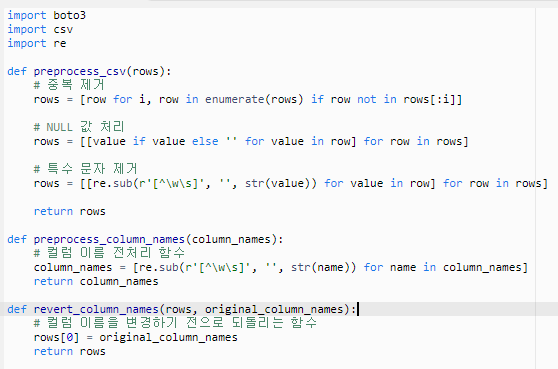 import boto3
import csv
import re
def preprocess_csv(rows):
# 중복 제거
rows = [row for i, row in enumerate(rows) if row not in rows[:i]]
# NULL 값 처리
rows = [[value if value else '' for value in row] for row in rows]
# 특수 문자 제거
rows = [[re.sub(r'[^\w\s]', '', str(value)) for value in row] for row in rows]
return rows
def preprocess_column_names(column_names):
# 컬럼 이름 전처리 함수
column_names = [re.sub(r'[^\w\s]', '', str(name)) for name in column_names]
return column_names
def revert_column_names(rows, original_column_names):
# 컬럼 이름을 변경하기 전으로 되돌리는 함수
rows[0] = original_column_names
return rows